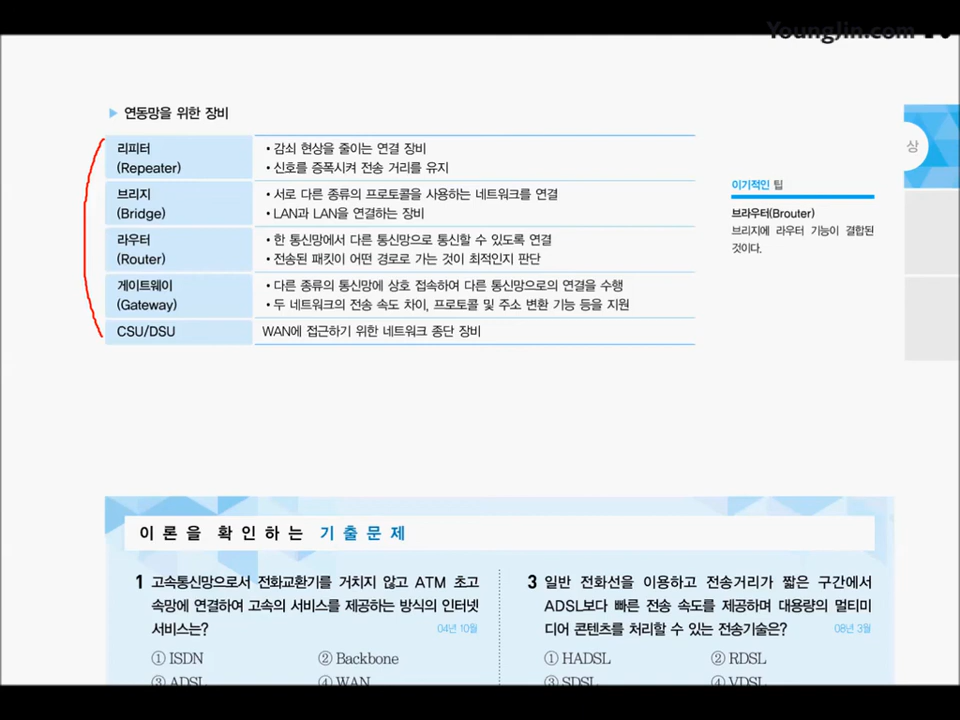 YoungJin.com
▶ 연동망을 위한 장비
리피터
(Repeater)
• 감쇠 현상을 줄이는 연결 장비
• 신호를 증폭시켜 전송 거리를 유지
브리지
(Bridge)
• 서로 다른 종류의 프로토콜을 사용하는 네트워크를 연결
• LAN과 LAN을 연결하는 장비
라우터
(Router)
• 한 통신망에서 다른 통신망으로 통신할 수 있도록 연결
• 전송된 패킷이 어떤 경로로 가는 것이 최적인지 판단
게이트웨이
(Gateway)
• 다른 종류의 통신망에 상호 접속하여 다른 통신망으로의 연결을 수행
• 두 네트워크의 전송 속도 차이, 프로토콜 및 주소 변환 기능 등을 지원
CSU/DSU
WAN에 접근하기 위한 네트워크 종단 장비
상
이기적인 팁
브라우터(Brouter)
브리지에 라우터 기능이 결합된
것이다.
이론을 확인하는 기출문제
1 고속통신망으로서 전화교환기를 거치지 않고 ATM 초고
속망에 연결하여 고속의 서비스를 제공하는 방식의 인터넷
서비스는? 04년 10월
① ISDN ② Backbone
③ ADSL ④ WAN
3 일반 전화선을 이용하고 전송거리가 짧은 구간에서
ADSL보다 빠른 전송 속도를 제공하며 대용량의 멀티미
디어 콘텐츠를 처리할 수 있는 전송기술은? 08년 3월
① HADSL ② RDSL
③ SDSL ④ VDSL